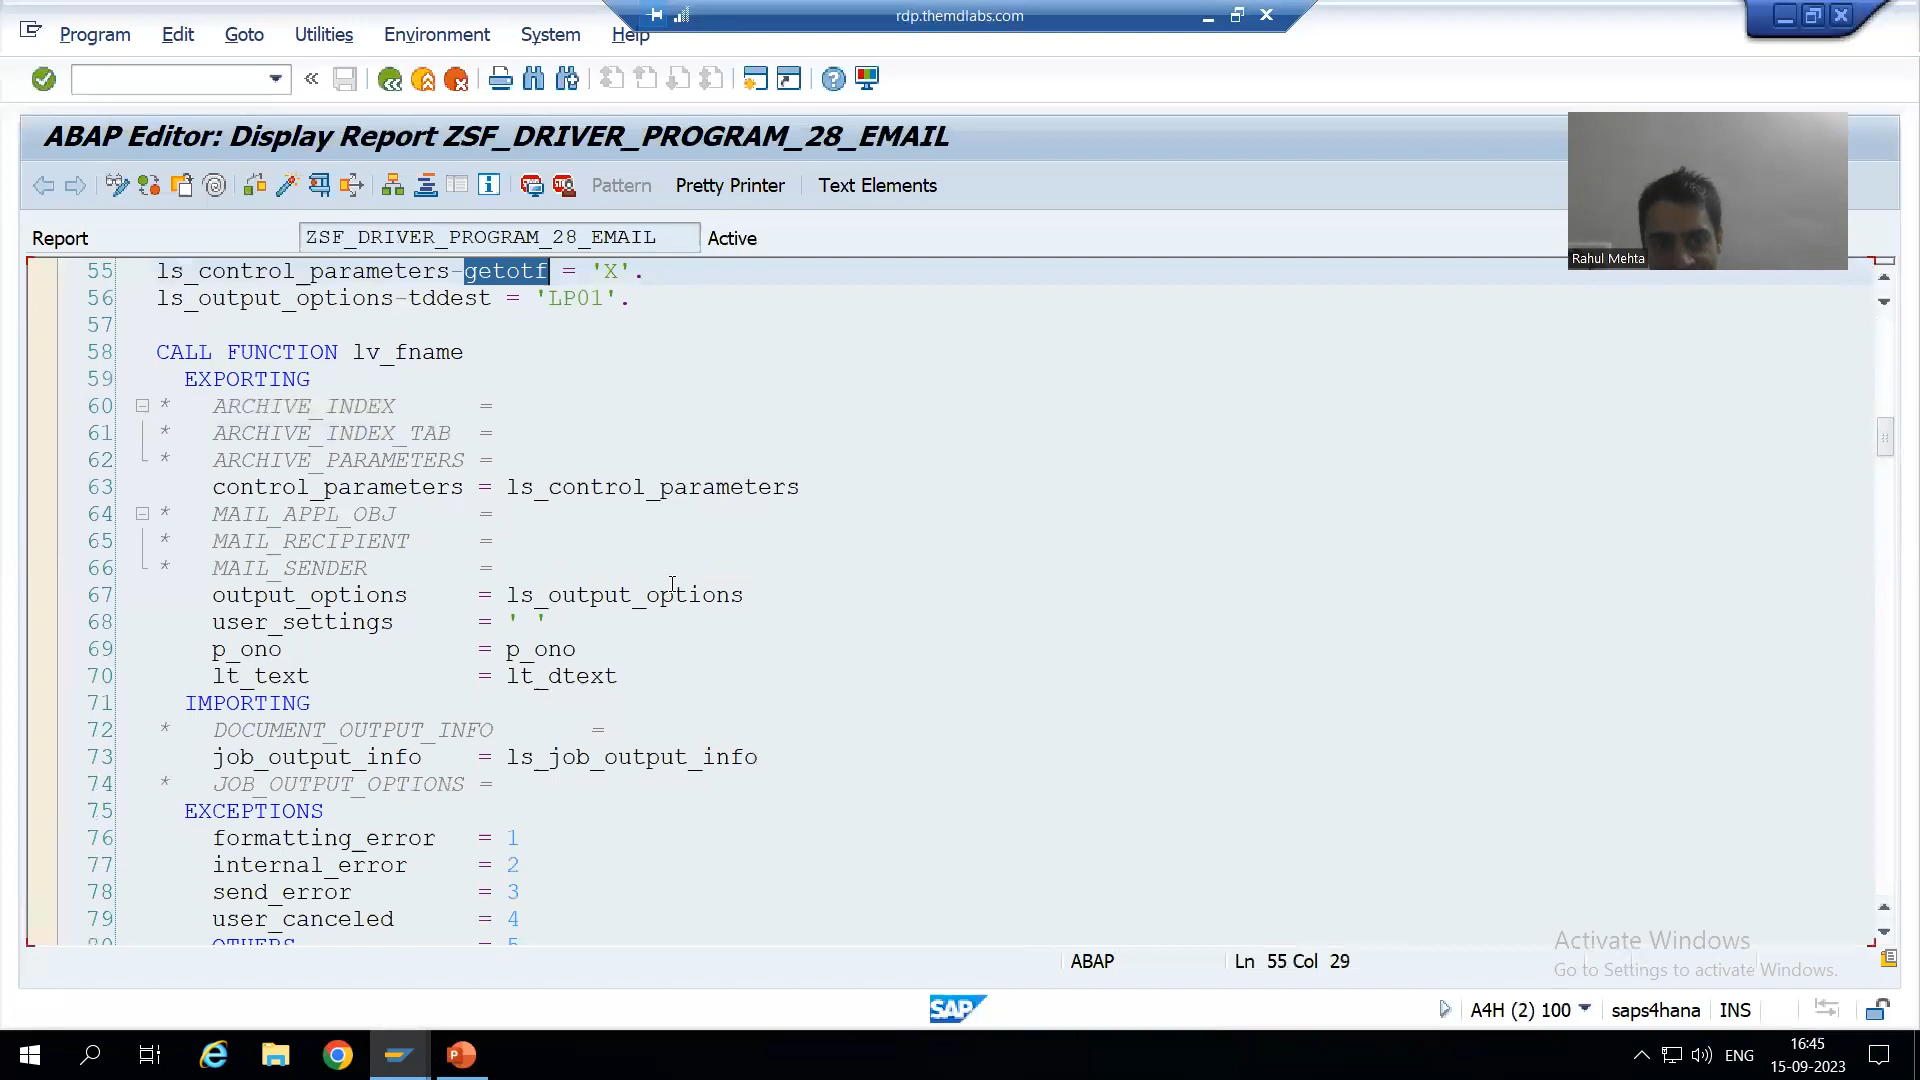 rdp.themdlabs.com
Program Edit Goto Utilities Environment System Help
ABAP Editor: Display Report ZSF_DRIVER_PROGRAM_28_EMAIL
Pattern Pretty Printer Text Elements
Report ZSF_DRIVER_PROGRAM_28_EMAIL Active
Rahul Mehta
55 ls_control_parameters-getotf = 'X'.
56 ls_output_options-tddest = 'LP01'.
57
58 CALL FUNCTION lv_fname
59 EXPORTING
60 * ARCHIVE_INDEX =
61 * ARCHIVE_INDEX_TAB =
62 * ARCHIVE_PARAMETERS =
63 control_parameters = ls_control_parameters
64 * MAIL_APPL_OBJ =
65 * MAIL_RECIPIENT =
66 * MAIL_SENDER =
67 output_options = ls_output_options
68 user_settings = ' '
69 p_ono = p_ono
70 lt_text = lt_dtext
71 IMPORTING
72 * DOCUMENT_OUTPUT_INFO =
73 job_output_info = ls_job_output_info
74 * JOB_OUTPUT_OPTIONS =
75 EXCEPTIONS
76 formatting_error = 1
77 internal_error = 2
78 send_error = 3
79 user_canceled = 4
80 OTHERS = 5
Activate Windows
Go to Settings to activate Windows.
ABAP Ln 55 Col 29
SAP
A4H (2) 100 saps4hana INS
ENG
16:45
15-09-2023